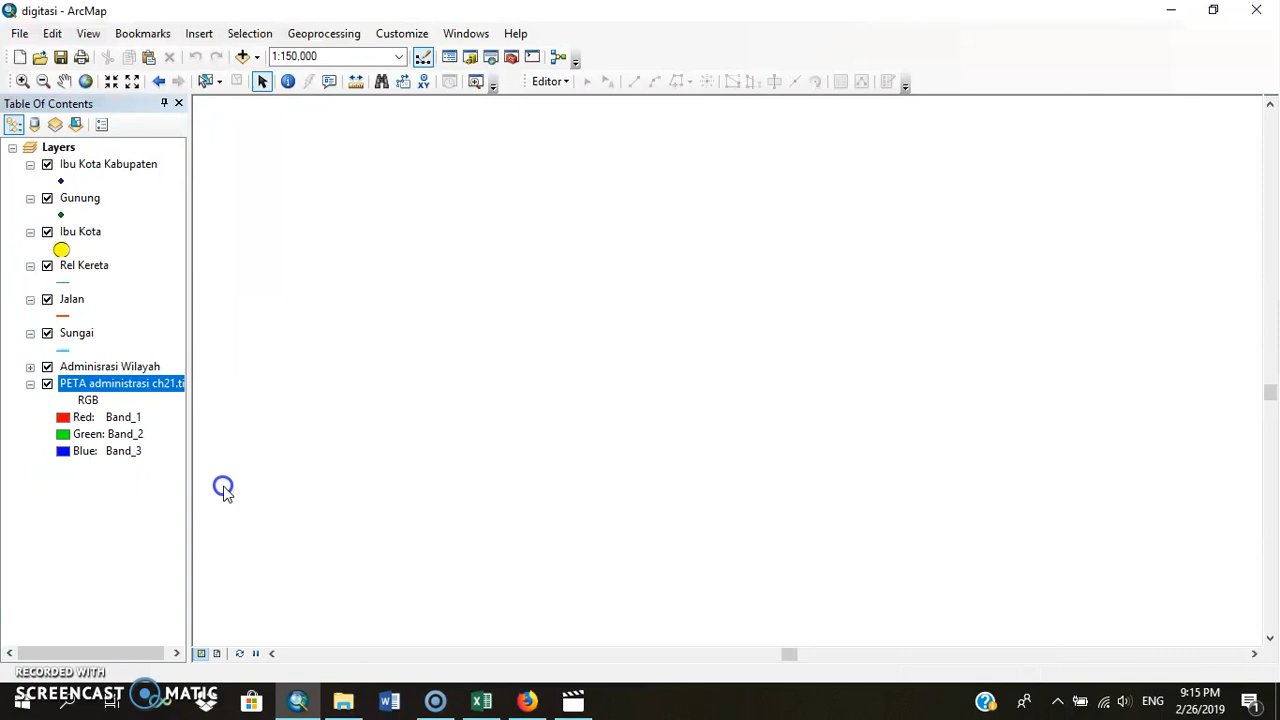 digitasi - ArcMap
File Edit View Bookmarks Insert Selection Geoprocessing Customize Windows Help
1:150,000
Editor
Table Of Contents
Layers
Ibu Kota Kabupaten
Gunung
Ibu Kota
Rel Kereta
Jalan
Sungai
Adminisrasi Wilayah
PETA administrasi ch21.ti
RGB
Red: Band_1
Green: Band_2
Blue: Band_3
RECORDED WITH
SCREENCAST MATIC
ENG
9:15 PM
2/26/2019
1